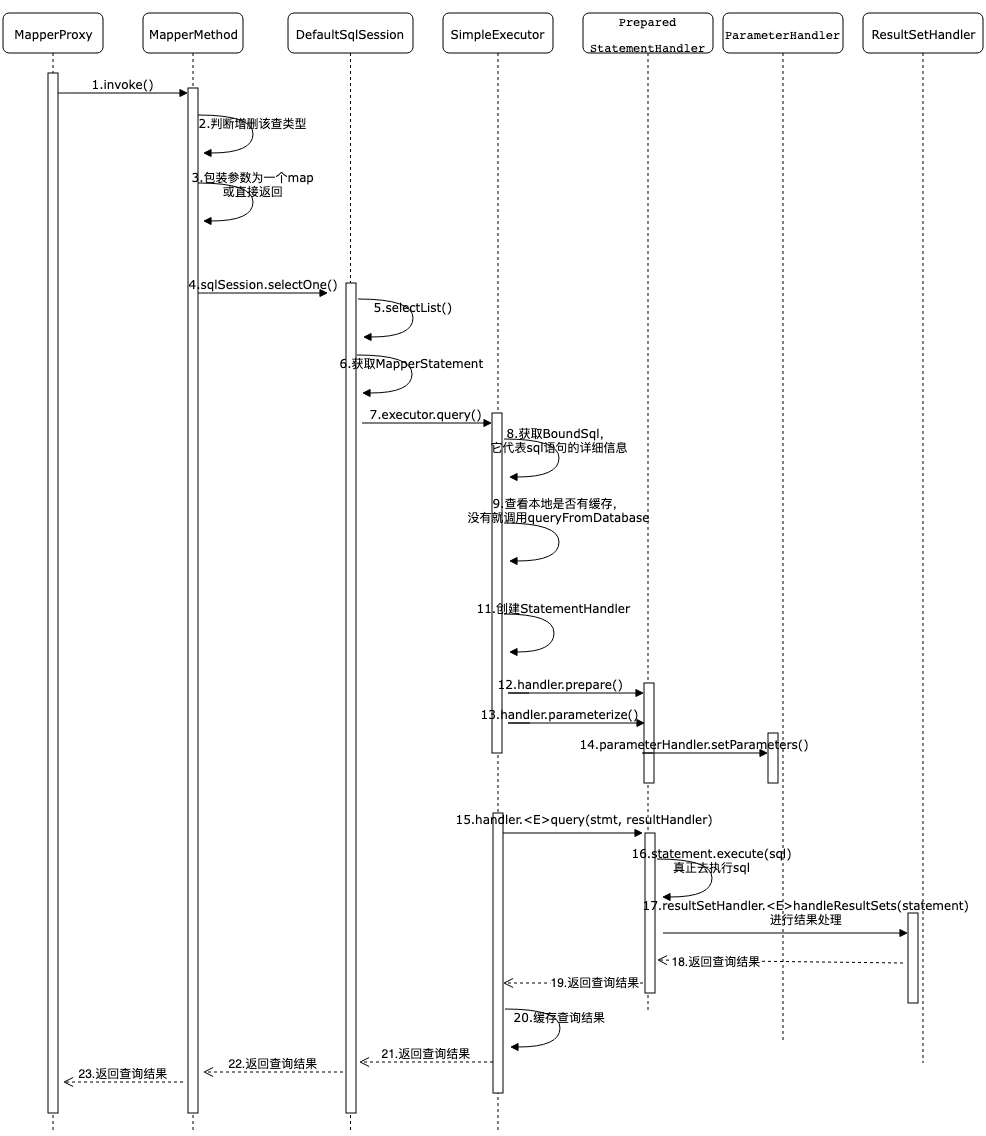 MapperProxy
MapperMethod
DefaultSqlSession
SimpleExecutor
Prepared
StatementHandler
ParameterHandler
ResultSetHandler
1.invoke()
2.判断增删该查类型
3.包装参数为一个map
或直接返回
4.sqlSession.selectOne()
5.selectList()
6.获取MapperStatement
7.executor.query()
8.获取BoundSql，
它代表sql语句的详细信息
9.查看本地是否有缓存，
没有就调用queryFromDatabase
11.创建StatementHandler
12.handler.prepare()
13.handler.parameterize()
14.parameterHandler.setParameters()
15.handler.<E>query(stmt, resultHandler)
16.statement.execute(sql)
真正去执行sql
17.resultSetHandler.<E>handleResultSets(statement)
进行结果处理
18.返回查询结果
19.返回查询结果
20.缓存查询结果
21.返回查询结果
22.返回查询结果
23.返回查询结果